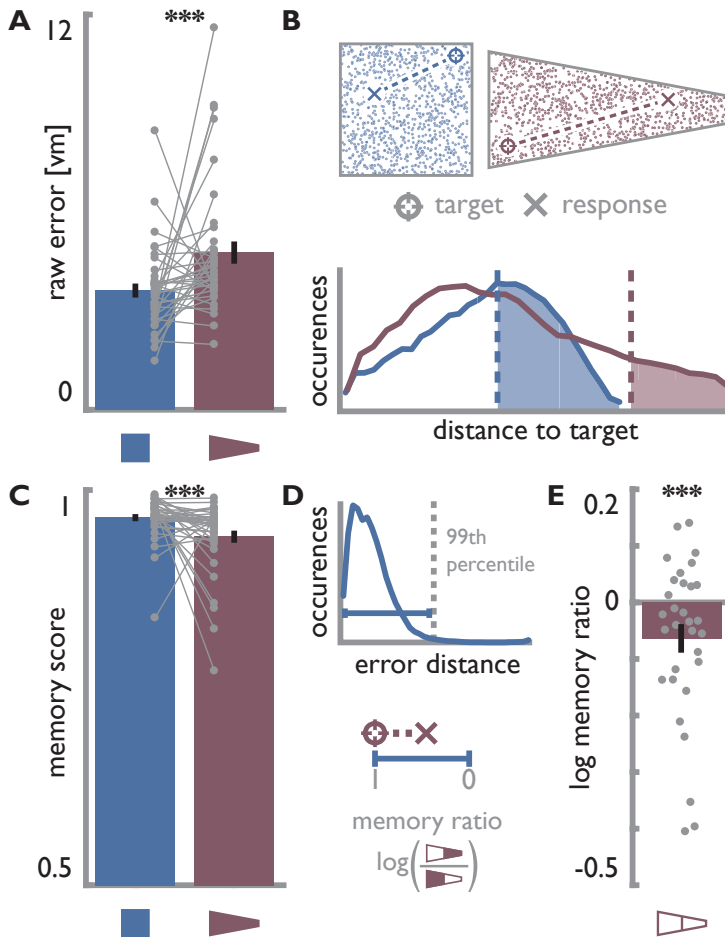 A
12
***
raw error [vm]
0
B
target
response
occurences
distance to target
C
1
***
memory score
0.5
D
occurences
99th
percentile
error distance
1
0
memory ratio
log( )
E
0.2
***
0
log memory ratio
-0.5